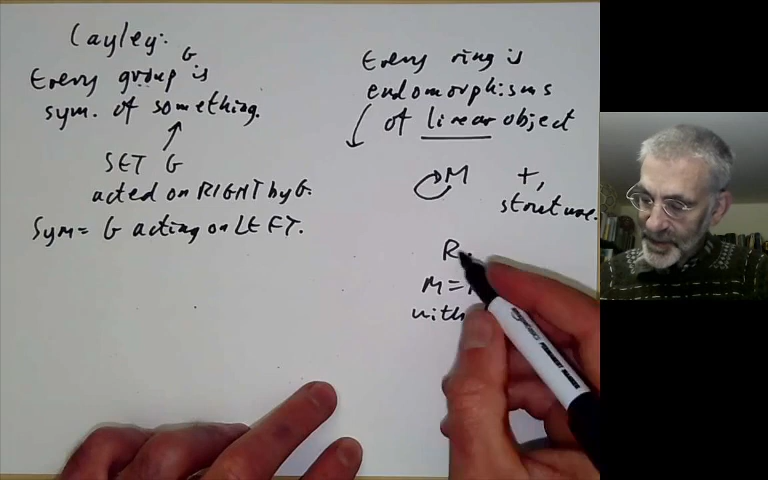 Cayley:
G
Every group is
sym. of something.
SET G
acted on RIGHT by G.
Sym = G acting on LEFT.
Every ring is
endomorphisms
of linear object
M +,
structure.
R
M =
with